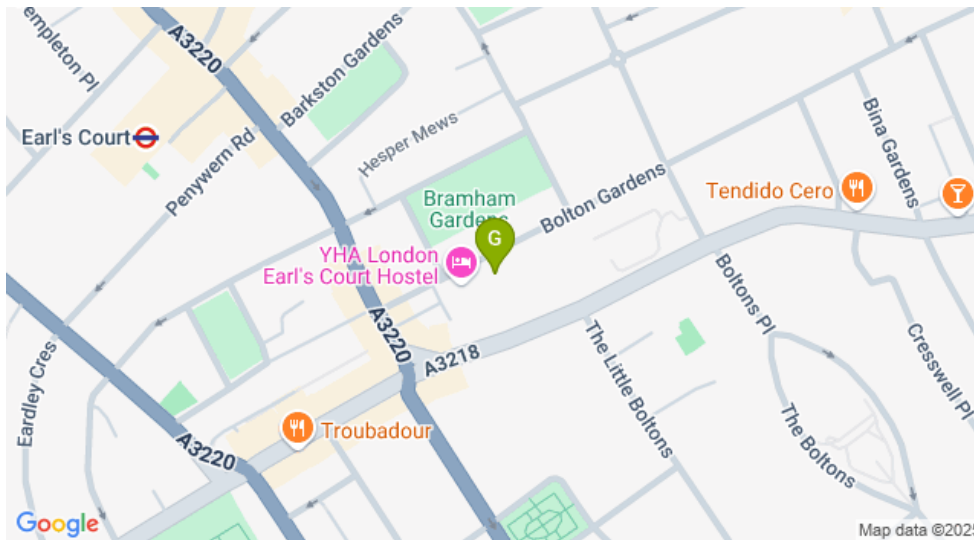 empleton Pl
A3220
Barkston Gardens
Earl's Court
Penywern Rd
Hesper Mews
Bina Gardens
Tendido Cero
Bramham
Gardens
Bolton Gardens
G
YHA London
Earl's Court Hostel
Boltons Pl
A3220
A3218
Cresswell Pl
Eardley Cres
The Little Boltons
The Boltons
Troubadour
A3220
Google
Map data ©2025